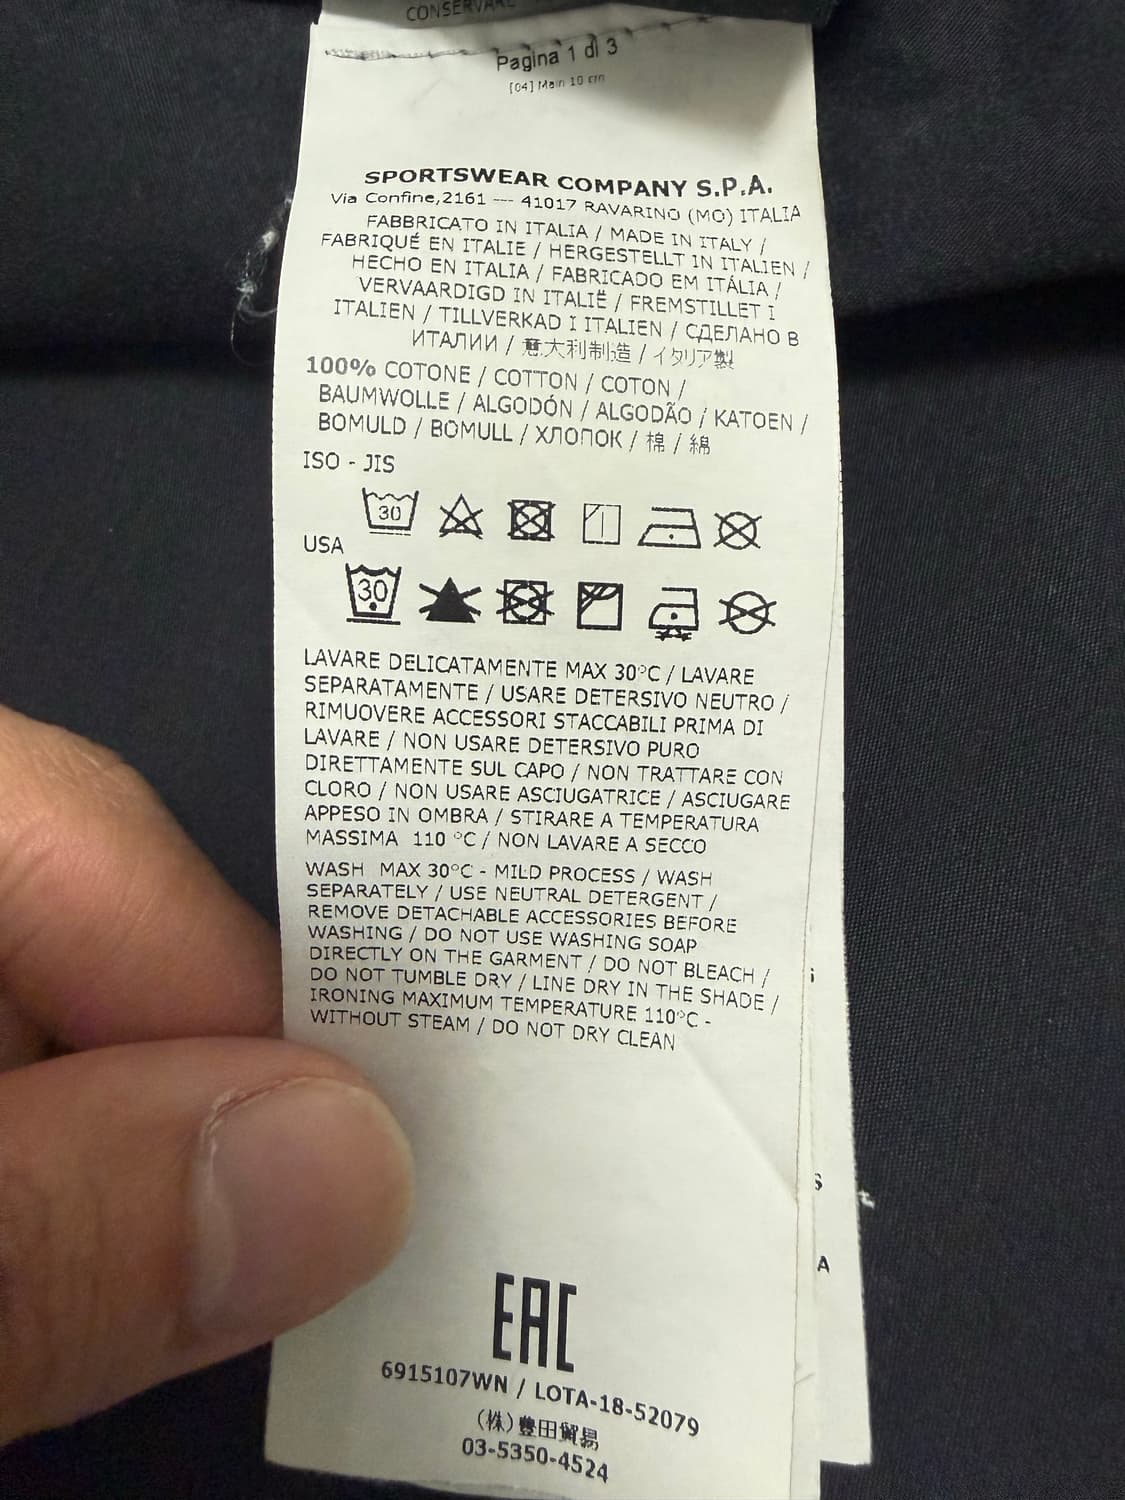 Pagina 1 di 3
[04] Main 10 cm
SPORTSWEAR COMPANY S.P.A.
Via Confine,2161 --- 41017 RAVARINO (MO) ITALIA
FABBRICATO IN ITALIA / MADE IN ITALY /
FABRIQUÉ EN ITALIE / HERGESTELLT IN ITALIEN /
HECHO EN ITALIA / FABRICADO EM ITÁLIA /
VERVAARDIGD IN ITALIË / FREMSTILLET I
ITALIEN / TILLVERKAD I ITALIEN / СДЕЛАНО В
ИТАЛИИ / 意大利制造 / イタリア製
100% COTONE / COTTON / COTON /
BAUMWOLLE / ALGODÓN / ALGODÃO / KATOEN /
BOMULD / BOMULL / ХЛОПОК / 棉 / 綿
ISO - JIS
30
USA
30
LAVARE DELICATAMENTE MAX 30°C / LAVARE
SEPARATAMENTE / USARE DETERSIVO NEUTRO /
RIMUOVERE ACCESSORI STACCABILI PRIMA DI
LAVARE / NON USARE DETERSIVO PURO
DIRETTAMENTE SUL CAPO / NON TRATTARE CON
CLORO / NON USARE ASCIUGATRICE / ASCIUGARE
APPESO IN OMBRA / STIRARE A TEMPERATURA
MASSIMA 110 °C / NON LAVARE A SECCO
WASH MAX 30°C - MILD PROCESS / WASH
SEPARATELY / USE NEUTRAL DETERGENT /
REMOVE DETACHABLE ACCESSORIES BEFORE
WASHING / DO NOT USE WASHING SOAP
DIRECTLY ON THE GARMENT / DO NOT BLEACH /
DO NOT TUMBLE DRY / LINE DRY IN THE SHADE /
IRONING MAXIMUM TEMPERATURE 110°C -
WITHOUT STEAM / DO NOT DRY CLEAN
EAC
6915107WN / LOTA-18-52079
(株)豊田貿易
03-5350-4524